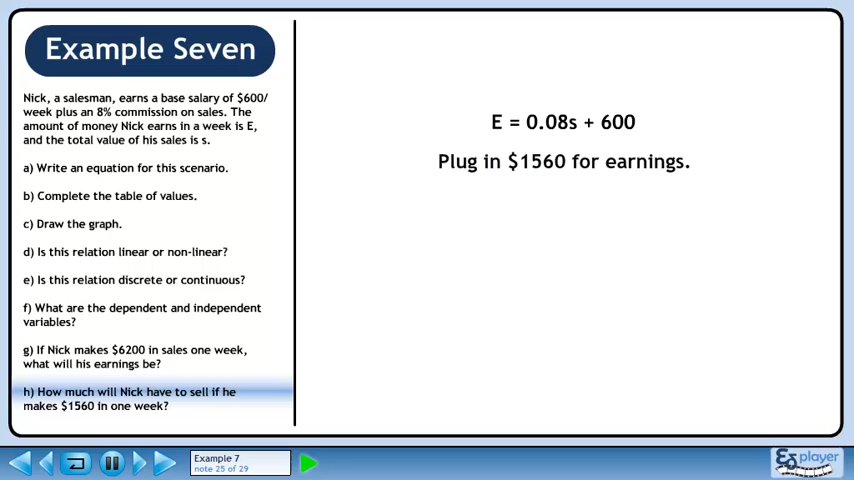 Example Seven
Nick, a salesman, earns a base salary of $600/
week plus an 8% commission on sales. The
amount of money Nick earns in a week is E,
and the total value of his sales is s.
a) Write an equation for this scenario.
b) Complete the table of values.
c) Draw the graph.
d) Is this relation linear or non-linear?
e) Is this relation discrete or continuous?
f) What are the dependent and independent
variables?
g) If Nick makes $6200 in sales one week,
what will his earnings be?
h) How much will Nick have to sell if he
makes $1560 in one week?
E = 0.08s + 600
Plug in $1560 for earnings.
Example 7
note 25 of 29
player